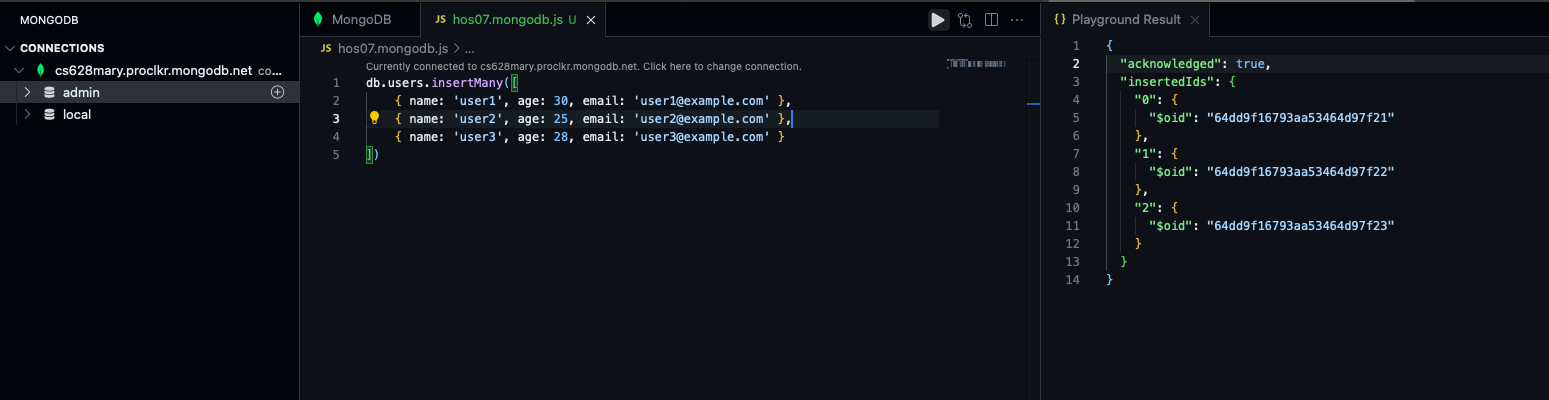 MONGODB
CONNECTIONS
cs628mary.proclkr.mongodb.net co...
admin
local
MongoDB
JS hos07.mongodb.js U
JS hos07.mongodb.js > ...
Currently connected to cs628mary.proclkr.mongodb.net. Click here to change connection.
1 db.users.insertMany([
2 { name: 'user1', age: 30, email: 'user1@example.com' },
3 { name: 'user2', age: 25, email: 'user2@example.com' },
4 { name: 'user3', age: 28, email: 'user3@example.com' }
5 ])
{} Playground Result
1 {
2 "acknowledged": true,
3 "insertedIds": {
4 "0": {
5 "$oid": "64dd9f16793aa53464d97f21"
6 },
7 "1": {
8 "$oid": "64dd9f16793aa53464d97f22"
9 },
10 "2": {
11 "$oid": "64dd9f16793aa53464d97f23"
12 }
13 }
14 }